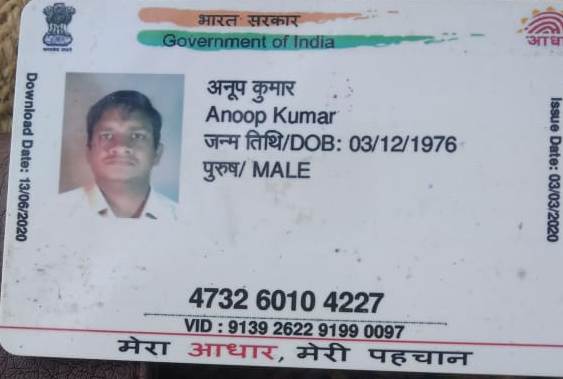 भारत सरकार
Government of India
Download Date: 13/06/2020
अनूप कुमार
Anoop Kumar
जन्म तिथि/DOB: 03/12/1976
पुरुष/ MALE
Issue Date: 03/03/2020
4732 6010 4227
VID : 9139 2622 9199 0097
मेरा आधार, मेरी पहचान